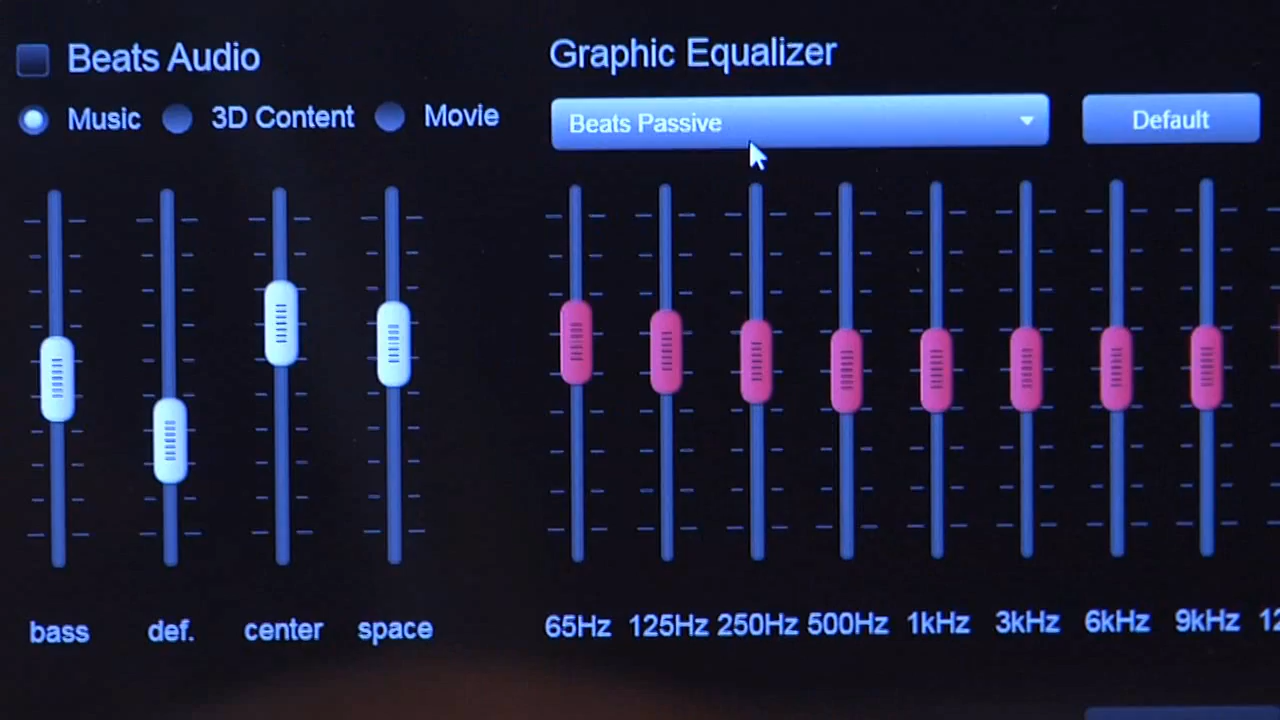 Beats Audio
Music 3D Content Movie
bass def. center space
Graphic Equalizer
Beats Passive Default
65Hz 125Hz 250Hz 500Hz 1kHz 3kHz 6kHz 9kHz 12